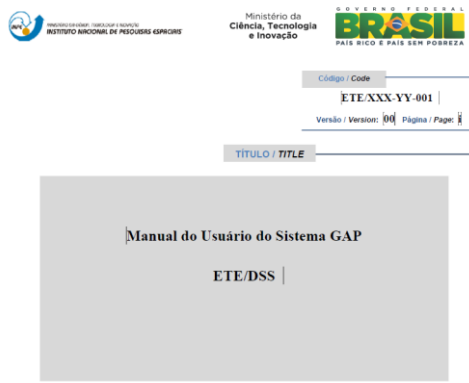 INPE
MINISTÉRIO DA CIÊNCIA, TECNOLOGIA E INOVAÇÃO
INSTITUTO NACIONAL DE PESQUISAS ESPACIAIS
Ministério da
Ciência, Tecnologia
e Inovação
GOVERNO FEDERAL
BRASIL
PAÍS RICO É PAÍS SEM POBREZA
Código / Code
ETE/XXX-YY-001
Versão / Version: 00 Página / Page:
TÍTULO / TITLE
Manual do Usuário do Sistema GAP
ETE/DSS